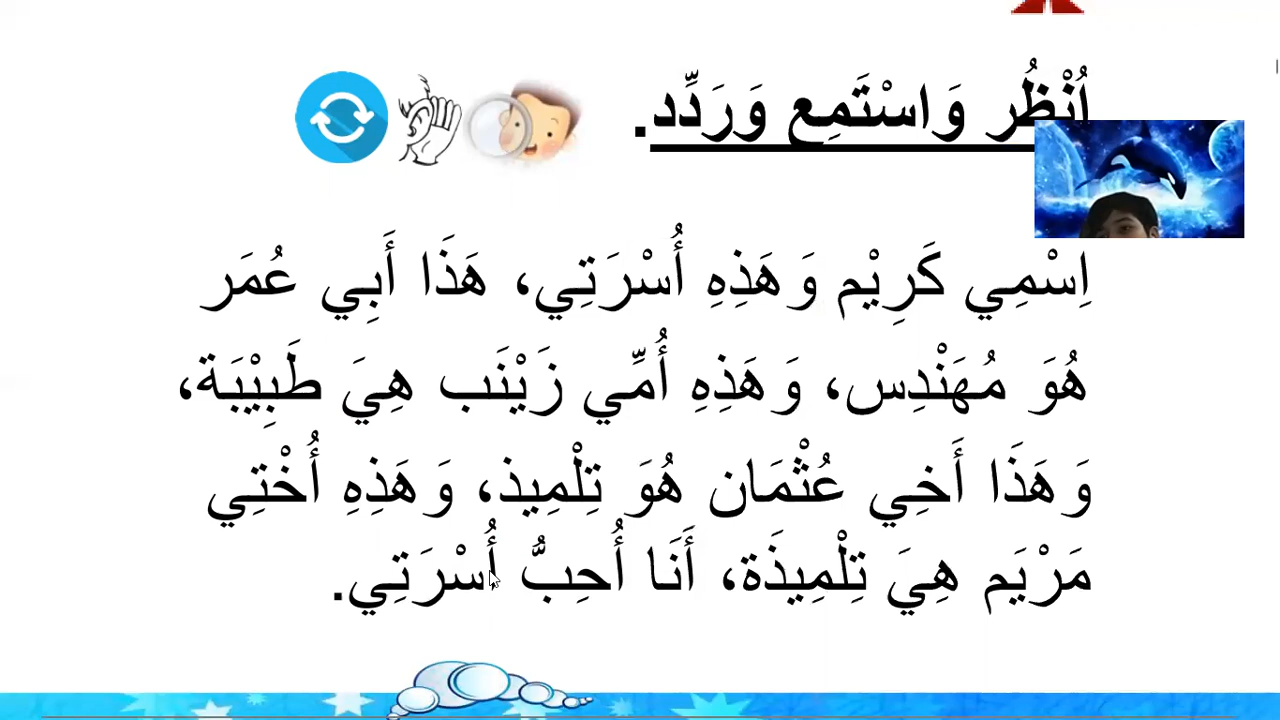 اُنْظُر وَاسْتَمِع وَرَدِّد.
اِسْمِي كَرِيْم وَهَذِهِ أُسْرَتِي، هَذَا أَبِي عُمَر
هُوَ مُهَنْدِس، وَهَذِهِ أُمِّي زَيْنَب هِيَ طَبِيْبَة،
وَهَذَا أَخِي عُثْمَان هُوَ تِلْمِيذ، وَهَذِهِ أُخْتِي
مَرْيَم هِيَ تِلْمِيذَة، أَنَا أُحِبُّ أُسْرَتِي.